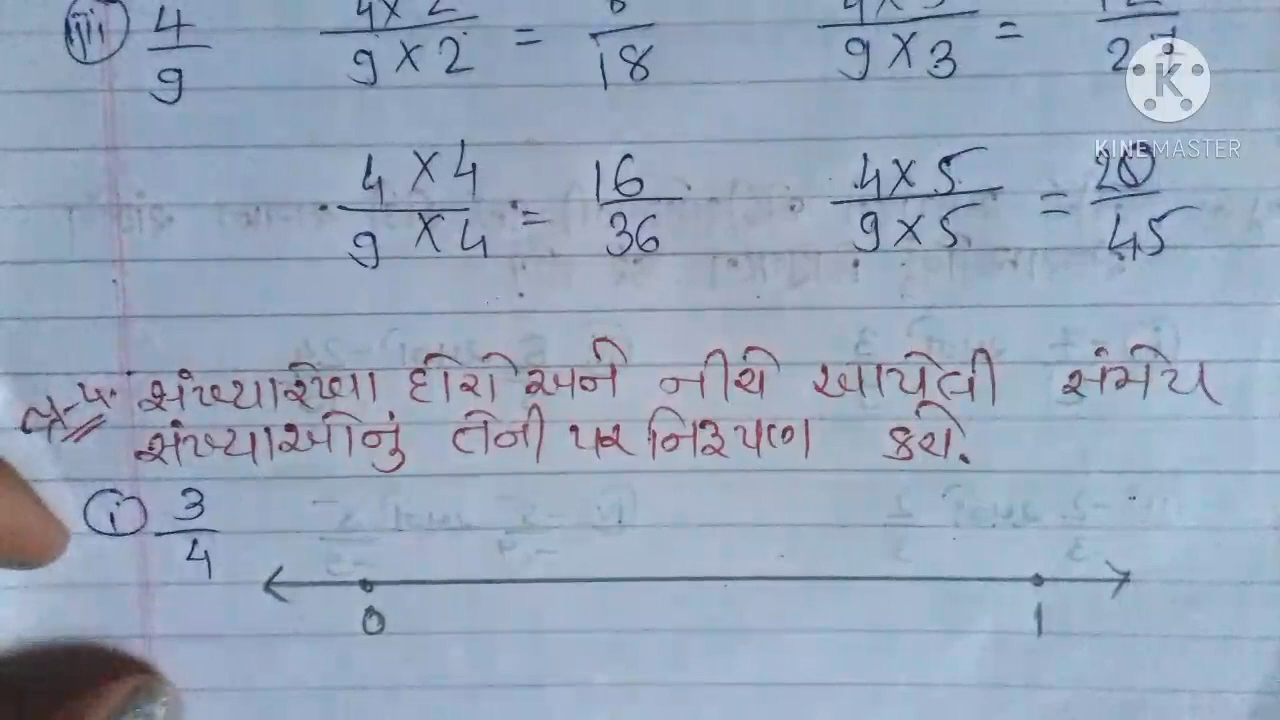 (iii) 4/9 4×2/9×2 = 8/18 4×3/9×3 = 12/27
4×4/9×4 = 16/36 4×5/9×5 = 20/45
પ્ર-૫. સંખ્યારેખા દોરો અને નીચે આપેલી સંમેય
સંખ્યાઓનું તેની પર નિરૂપણ કરો.
(i) 3/4
0 1
K
KINEMASTER